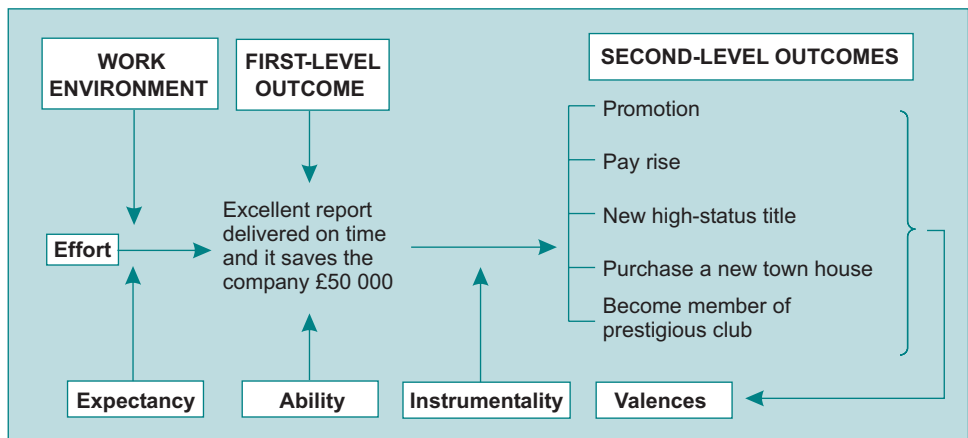 WORK
ENVIRONMENT
FIRST-LEVEL
OUTCOME
SECOND-LEVEL OUTCOMES
Promotion
Pay rise
New high-status title
Purchase a new town house
Become member of
prestigious club
Effort
Excellent report
delivered on time
and it saves the
company £50 000
Expectancy
Ability
Instrumentality
Valences